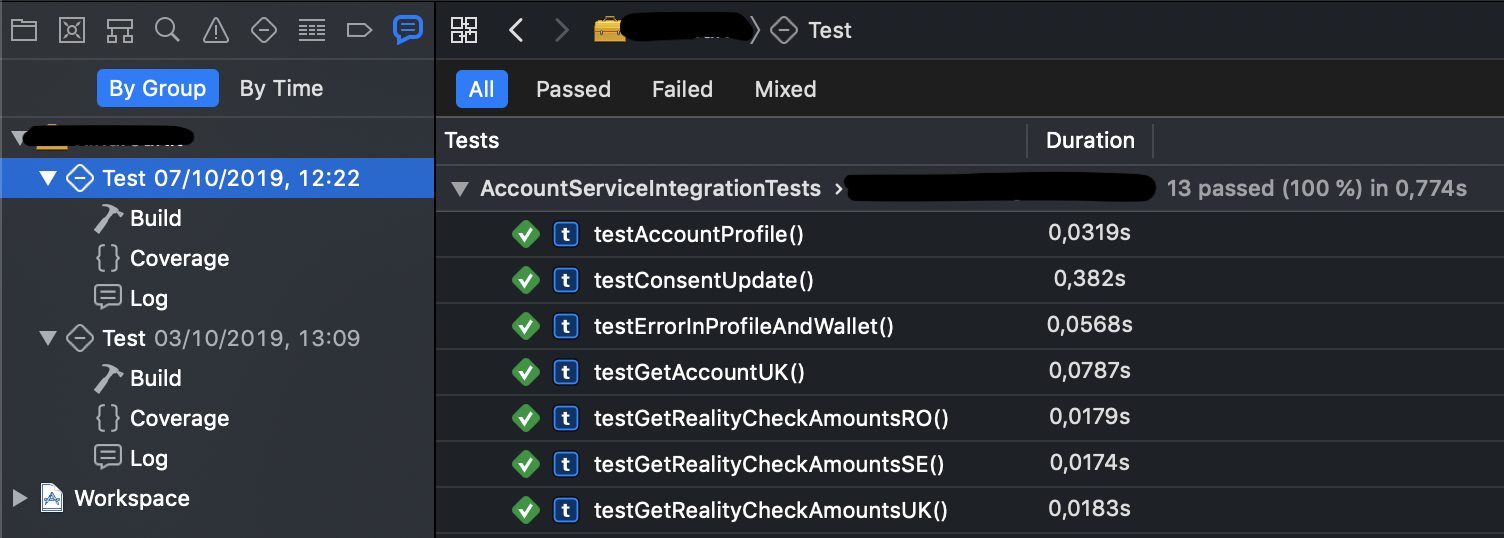 Test
By Group By Time
All Passed Failed Mixed
Tests Duration
Test 07/10/2019, 12:22
Build
Coverage
Log
Test 03/10/2019, 13:09
Build
Coverage
Log
Workspace
AccountServiceIntegrationTests › 13 passed (100 %) in 0,774s
t testAccountProfile() 0,0319s
t testConsentUpdate() 0,382s
t testErrorInProfileAndWallet() 0,0568s
t testGetAccountUK() 0,0787s
t testGetRealityCheckAmountsRO() 0,0179s
t testGetRealityCheckAmountsSE() 0,0174s
t testGetRealityCheckAmountsUK() 0,0183s